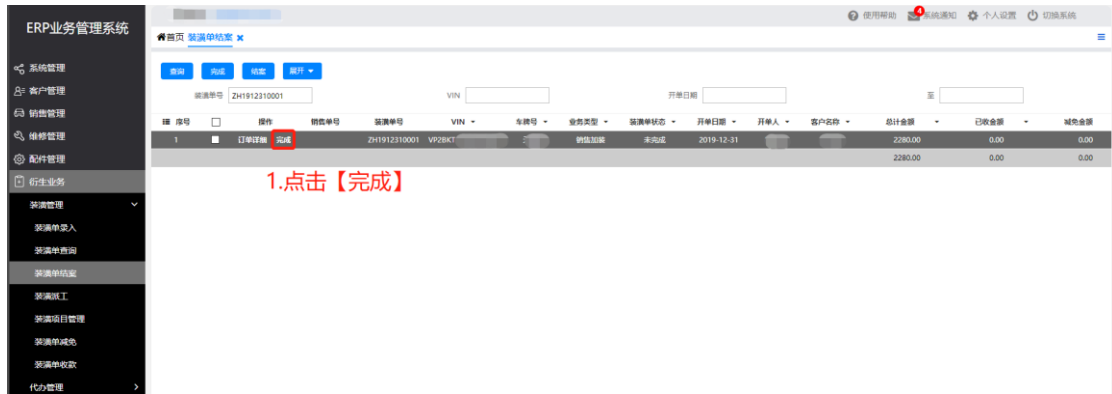 ERP业务管理系统
使用帮助 4 系统通知 个人设置 切换系统
首页 装潢单结案 ×
系统管理
客户管理
销售管理
维修管理
配件管理
衍生业务
装潢管理
装潢单录入
装潢单查询
装潢单结案
装潢派工
装潢项目管理
装潢单减免
装潢单收款
代办管理
查询 完成 结案 展开
装潢单号 ZH1912310001 VIN 开单日期 至
序号 操作 销售单号 装潢单号 VIN 车牌号 业务类型 装潢单状态 开单日期 开单人 客户名称 总计金额 已收金额 减免金额
1 订单详细 完成 ZH1912310001 VP2BKT 销售加装 未完成 2019-12-31 2280.00 0.00 0.00
2280.00 0.00 0.00
1.点击【完成】